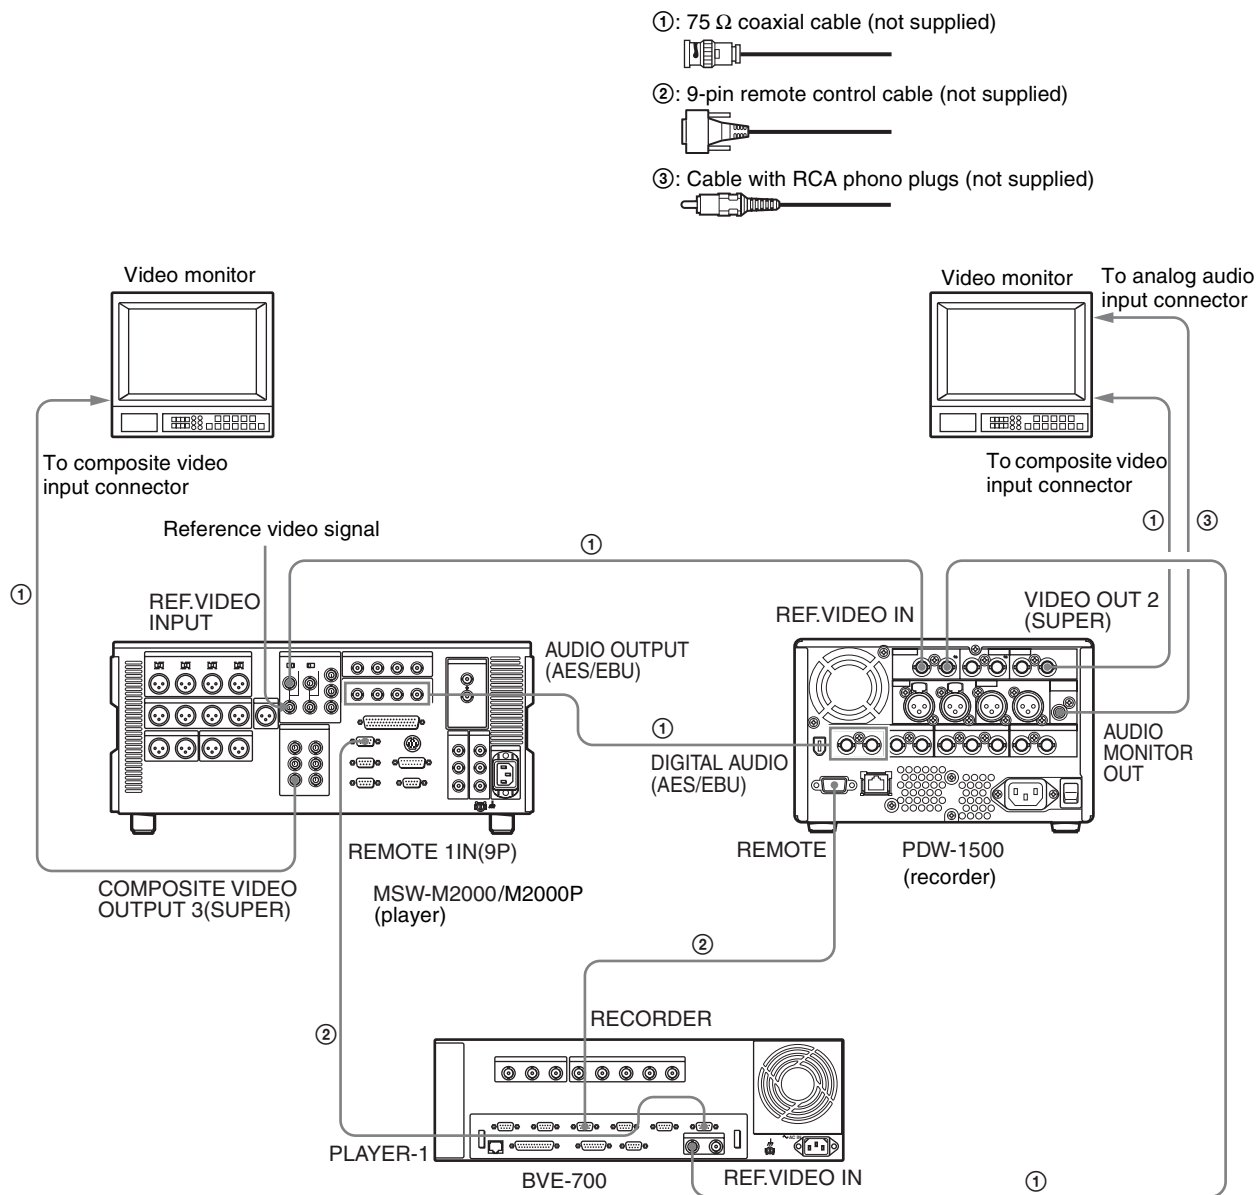 ①: 75 Ω coaxial cable (not supplied)
②: 9-pin remote control cable (not supplied)
③: Cable with RCA phono plugs (not supplied)
Video monitor
Video monitor
To analog audio
input connector
To composite video
input connector
To composite video
input connector
①
③
Reference video signal
①
①
REF.VIDEO
INPUT
REF.VIDEO IN
VIDEO OUT 2
(SUPER)
AUDIO OUTPUT
(AES/EBU)
①
DIGITAL AUDIO
(AES/EBU)
AUDIO
MONITOR
OUT
REMOTE 1IN(9P)
REMOTE
PDW-1500
(recorder)
COMPOSITE VIDEO
OUTPUT 3(SUPER)
MSW-M2000/M2000P
(player)
②
RECORDER
②
PLAYER-1
BVE-700
REF.VIDEO IN
①